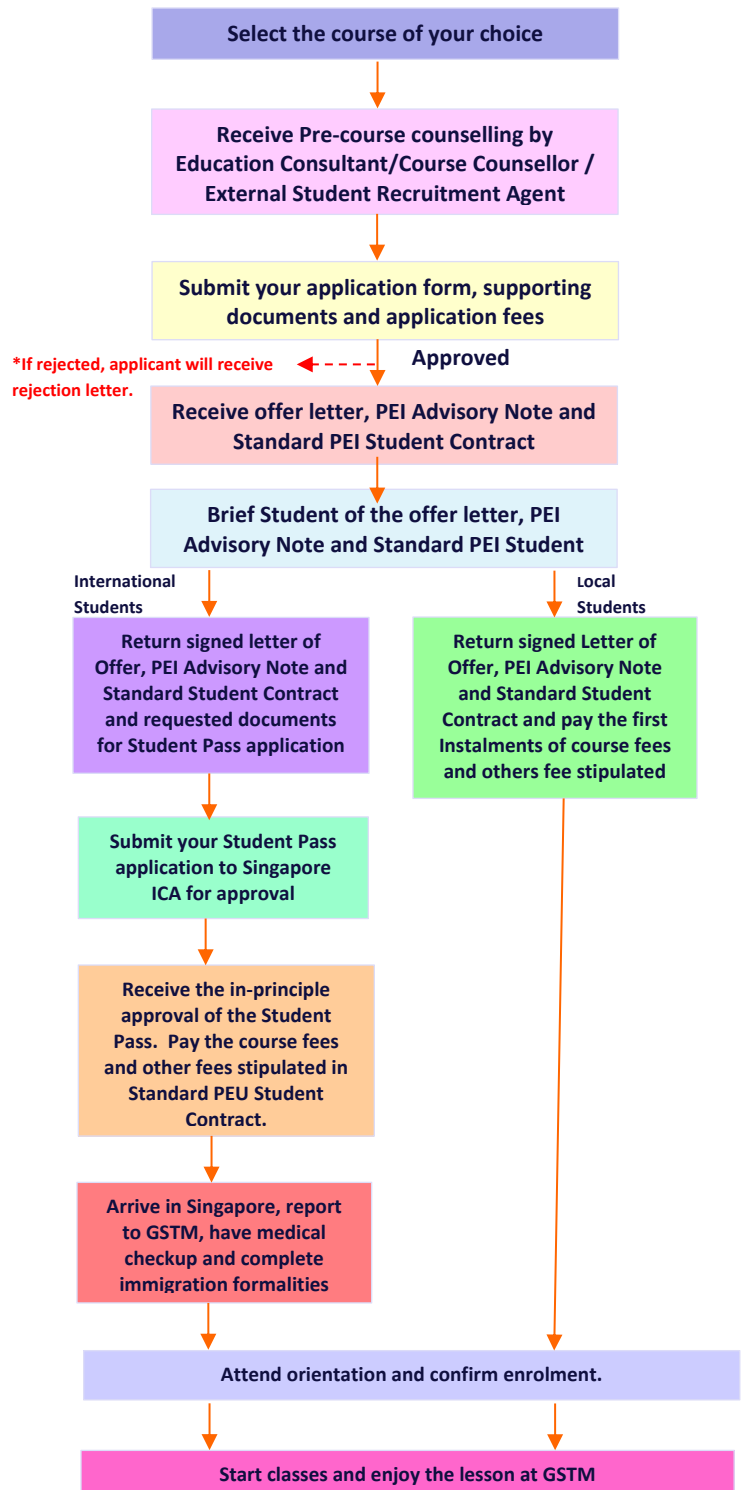 Select the course of your choice
Receive Pre-course counselling by
Education Consultant/Course Counsellor /
External Student Recruitment Agent
Submit your application form, supporting
documents and application fees
*If rejected, applicant will receive
rejection letter.
Approved
Receive offer letter, PEI Advisory Note and
Standard PEI Student Contract
Brief Student of the offer letter, PEI
Advisory Note and Standard PEI Student
International
Students
Local
Students
Return signed letter of
Offer, PEI Advisory Note and
Standard Student Contract
and requested documents
for Student Pass application
Return signed Letter of
Offer, PEI Advisory Note
and Standard Student
Contract and pay the first
Instalments of course fees
and others fee stipulated
Submit your Student Pass
application to Singapore
ICA for approval
Receive the in-principle
approval of the Student
Pass. Pay the course fees
and other fees stipulated in
Standard PEU Student
Contract.
Arrive in Singapore, report
to GSTM, have medical
checkup and complete
immigration formalities
Attend orientation and confirm enrolment.
Start classes and enjoy the lesson at GSTM